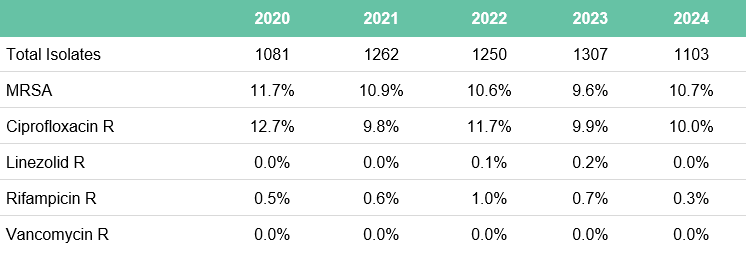 2020 2021 2022 2023 2024
Total Isolates 1081 1262 1250 1307 1103
MRSA 11.7% 10.9% 10.6% 9.6% 10.7%
Ciprofloxacin R 12.7% 9.8% 11.7% 9.9% 10.0%
Linezolid R 0.0% 0.0% 0.1% 0.2% 0.0%
Rifampicin R 0.5% 0.6% 1.0% 0.7% 0.3%
Vancomycin R 0.0% 0.0% 0.0% 0.0% 0.0%